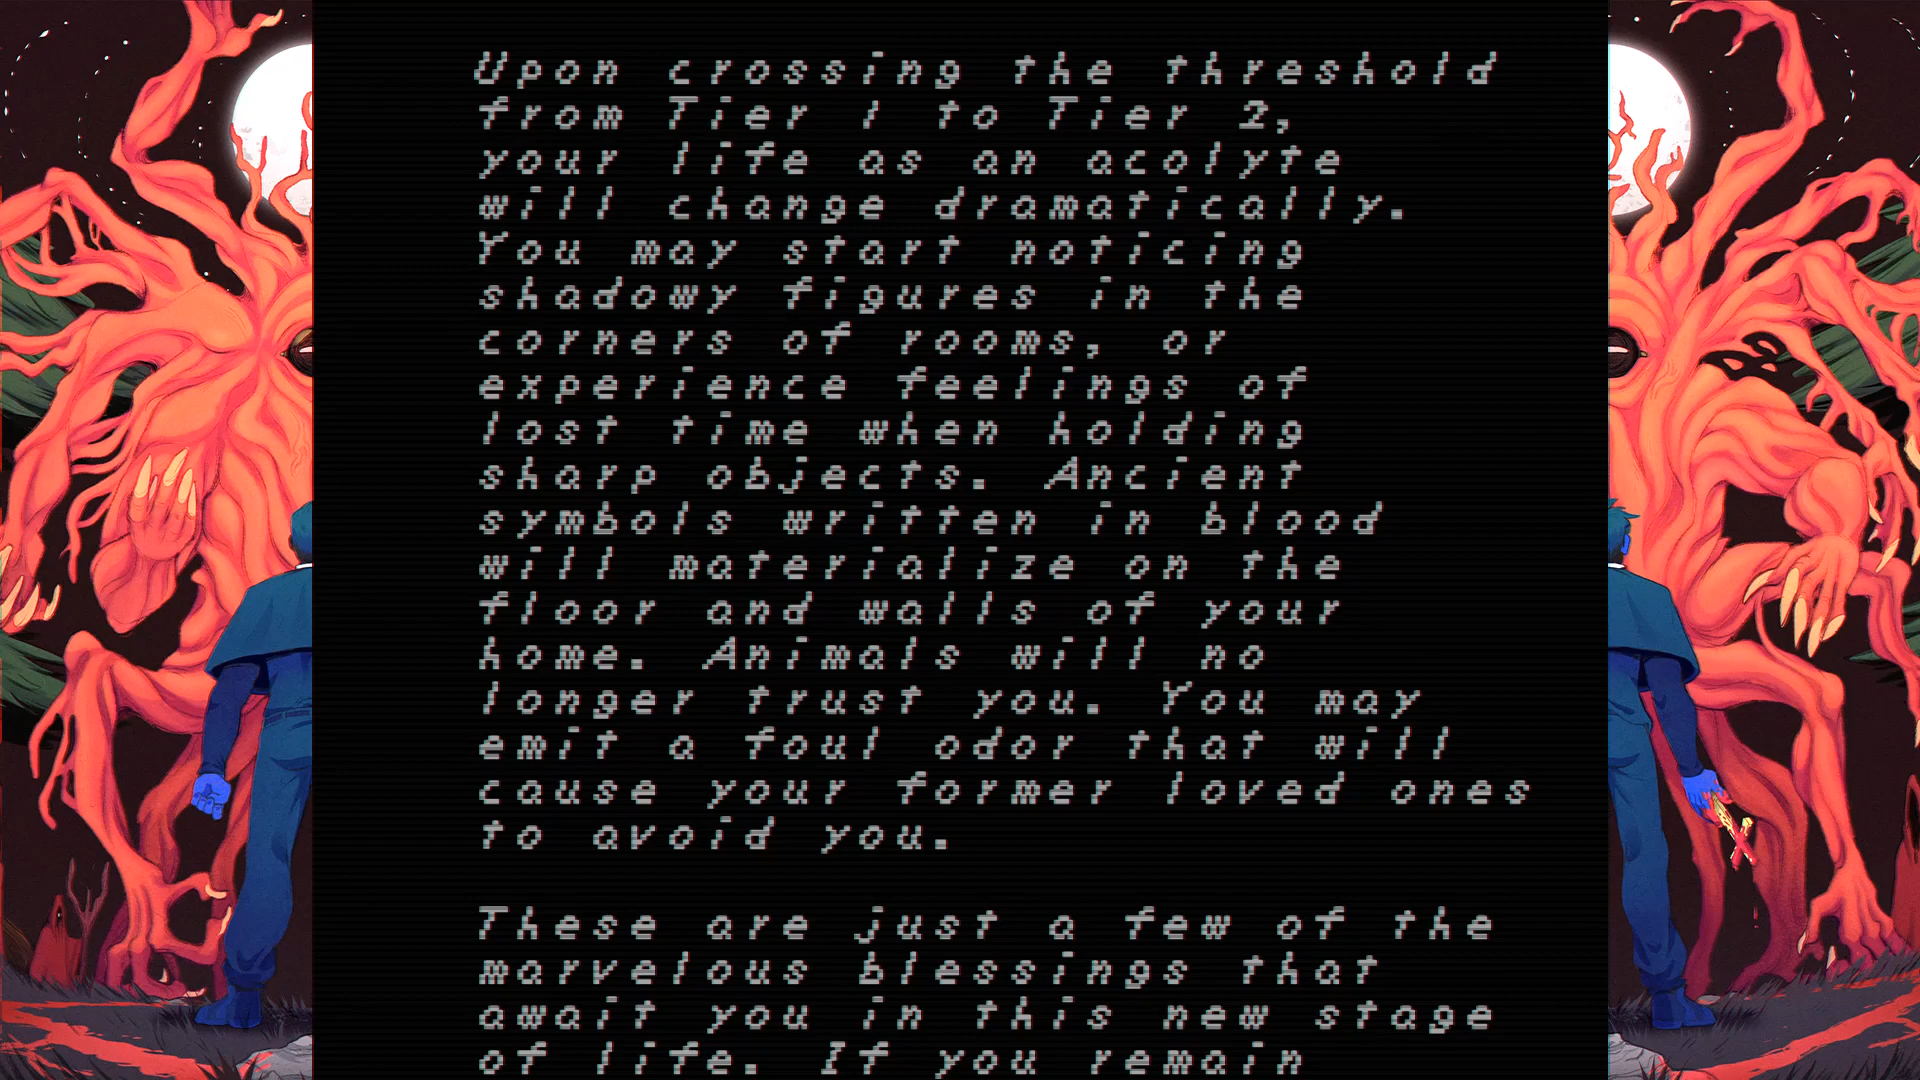 Upon crossing the threshold
from Tier 1 to Tier 2,
your life as an acolyte
will change dramatically.
You may start noticing
shadowy figures in the
corners of rooms, or
experience feelings of
lost time when holding
sharp objects. Ancient
symbols written in blood
will materialize on the
floor and walls of your
home. Animals will no
longer trust you. You may
emit a foul odor that will
cause your former loved ones
to avoid you.
These are just a few of the
marvelous blessings that
await you in this new stage
of life. If you remain